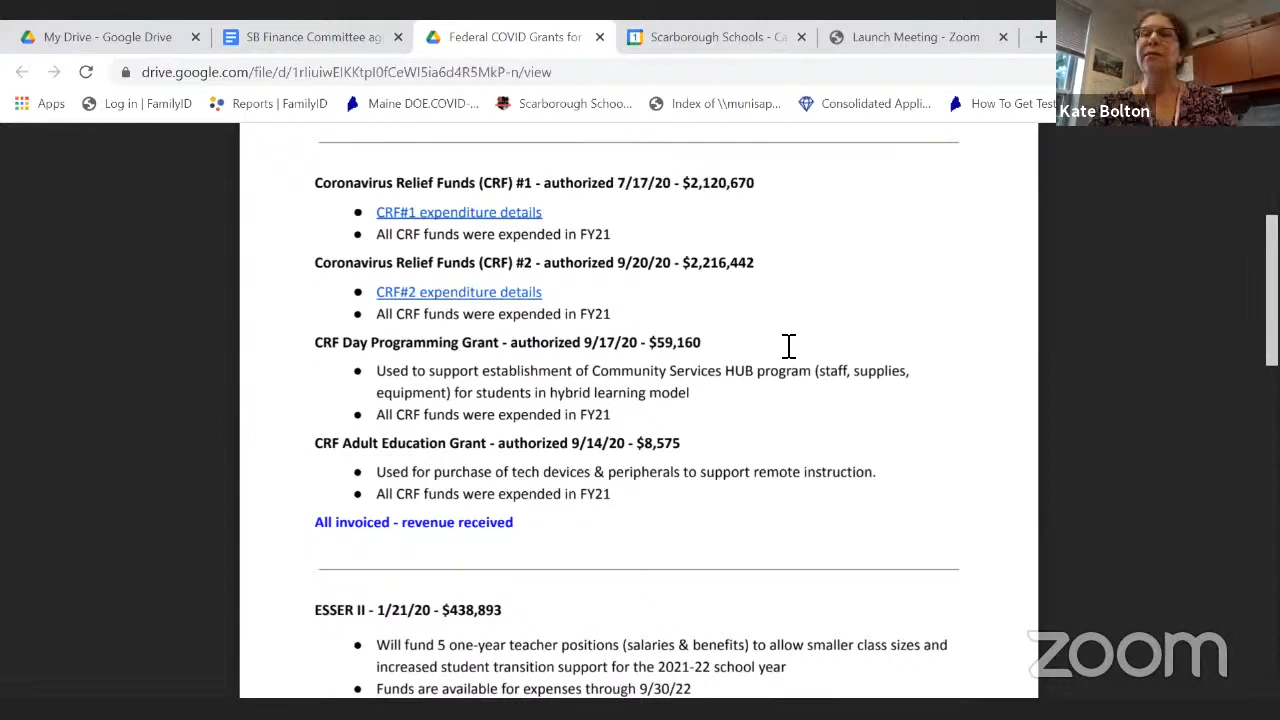 My Drive - Google Drive
SB Finance Committee ag
Federal COVID Grants for
Scarborough Schools - Ca
Launch Meeting - Zoom
Apps
Log in | FamilyID
Reports | FamilyID
Maine DOE.COVID-...
Scarborough Schoo...
Index of \\munisap...
Consolidated Appli...
How To Get Test
Kate Bolton
Coronavirus Relief Funds (CRF) #1 - authorized 7/17/20 - $2,120,670
● CRF#1 expenditure details
● All CRF funds were expended in FY21
Coronavirus Relief Funds (CRF) #2 - authorized 9/20/20 - $2,216,442
● CRF#2 expenditure details
● All CRF funds were expended in FY21
CRF Day Programming Grant - authorized 9/17/20 - $59,160
● Used to support establishment of Community Services HUB program (staff, supplies,
equipment) for students in hybrid learning model
● All CRF funds were expended in FY21
CRF Adult Education Grant - authorized 9/14/20 - $8,575
● Used for purchase of tech devices & peripherals to support remote instruction.
● All CRF funds were expended in FY21
All invoiced - revenue received
ESSER II - 1/21/20 - $438,893
● Will fund 5 one-year teacher positions (salaries & benefits) to allow smaller class sizes and
increased student transition support for the 2021-22 school year
● Funds are available for expenses through 9/30/22
zoom